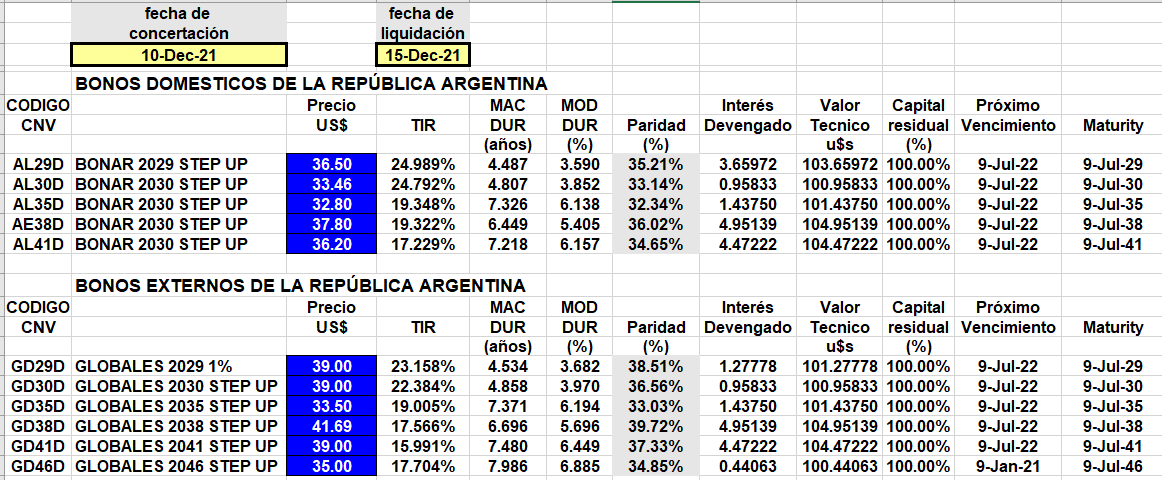 fecha de fecha de
concertación liquidación
10-Dec-21 15-Dec-21
BONOS DOMESTICOS DE LA REPÚBLICA ARGENTINA
CODIGO Precio MAC MOD Interés Valor Capital Próximo
CNV US$ TIR DUR DUR Paridad Devengado Tecnico residual Vencimiento Maturity
(años) (%) (%) u$s (%)
AL29D BONAR 2029 STEP UP 36.50 24.989% 4.487 3.590 35.21% 3.65972 103.65972 100.00% 9-Jul-22 9-Jul-29
AL30D BONAR 2030 STEP UP 33.46 24.792% 4.807 3.852 33.14% 0.95833 100.95833 100.00% 9-Jul-22 9-Jul-30
AL35D BONAR 2030 STEP UP 32.80 19.348% 7.326 6.138 32.34% 1.43750 101.43750 100.00% 9-Jul-22 9-Jul-35
AE38D BONAR 2030 STEP UP 37.80 19.322% 6.449 5.405 36.02% 4.95139 104.95139 100.00% 9-Jul-22 9-Jul-38
AL41D BONAR 2030 STEP UP 36.20 17.229% 7.218 6.157 34.65% 4.47222 104.47222 100.00% 9-Jul-22 9-Jul-41
BONOS EXTERNOS DE LA REPÚBLICA ARGENTINA
CODIGO Precio MAC MOD Interés Valor Capital Próximo
CNV US$ TIR DUR DUR Paridad Devengado Tecnico residual Vencimiento Maturity
(años) (%) (%) u$s (%)
GD29D GLOBALES 2029 1% 39.00 23.158% 4.534 3.682 38.51% 1.27778 101.27778 100.00% 9-Jul-22 9-Jul-29
GD30D GLOBALES 2030 STEP UP 39.00 22.384% 4.858 3.970 36.56% 0.95833 100.95833 100.00% 9-Jul-22 9-Jul-30
GD35D GLOBALES 2035 STEP UP 33.50 19.005% 7.371 6.194 33.03% 1.43750 101.43750 100.00% 9-Jul-22 9-Jul-35
GD38D GLOBALES 2038 STEP UP 41.69 17.566% 6.696 5.696 39.72% 4.95139 104.95139 100.00% 9-Jul-22 9-Jul-38
GD41D GLOBALES 2041 STEP UP 39.00 15.991% 7.480 6.449 37.33% 4.47222 104.47222 100.00% 9-Jul-22 9-Jul-41
GD46D GLOBALES 2046 STEP UP 35.00 17.704% 7.986 6.885 34.85% 0.44063 100.44063 100.00% 9-Jan-21 9-Jul-46